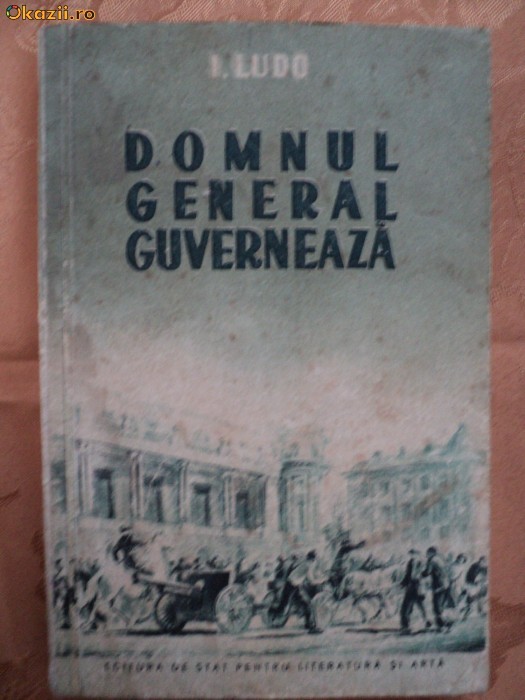 Okazii.ro
I. LUDO
DOMNUL
GENERAL
GUVERNEAZĂ
EDITURA DE STAT PENTRU LITERATURĂ ȘI ARTĂ